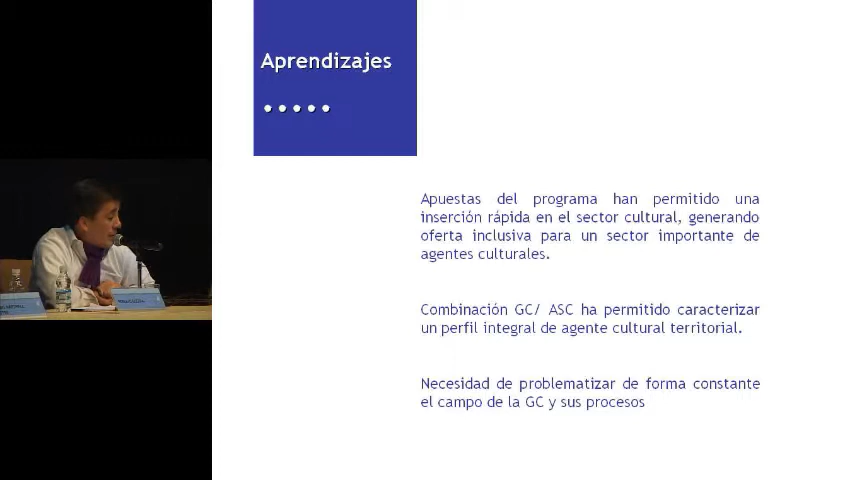 Aprendizajes
Apuestas del programa han permitido una
inserción rápida en el sector cultural, generando
oferta inclusiva para un sector importante de
agentes culturales.
Combinación GC/ ASC ha permitido caracterizar
un perfil integral de agente cultural territorial.
Necesidad de problematizar de forma constante
el campo de la GC y sus procesos